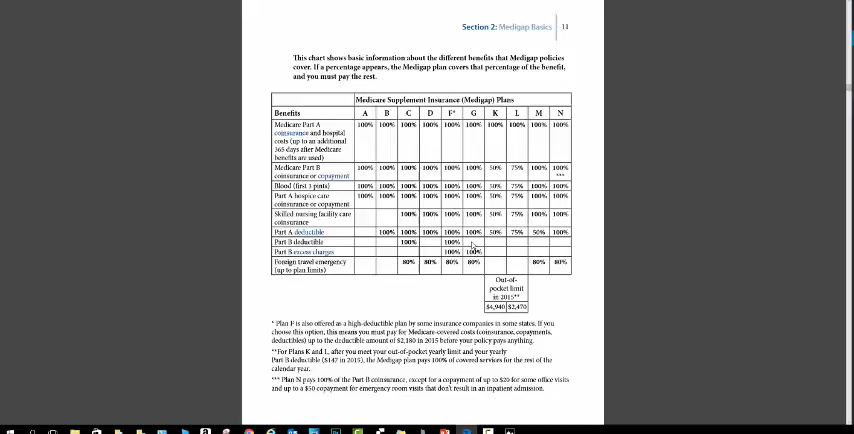 Section 2: Medigap Basics 11
This chart shows basic information about the different benefits that Medigap policies
cover. If a percentage appears, the Medigap plan covers that percentage of the benefit,
and you must pay the rest.
Medicare Supplement Insurance (Medigap) Plans
Benefits A B C D F* G K L M N
Medicare Part A 100% 100% 100% 100% 100% 100% 100% 100% 100% 100%
coinsurance and hospital
costs (up to an additional
365 days after Medicare
benefits are used)
Medicare Part B 100% 100% 100% 100% 100% 100% 50% 75% 100% 100%
coinsurance or copayment ***
Blood (first 3 pints) 100% 100% 100% 100% 100% 100% 50% 75% 100% 100%
Part A hospice care 100% 100% 100% 100% 100% 100% 50% 75% 100% 100%
coinsurance or copayment
Skilled nursing facility care 100% 100% 100% 100% 50% 75% 100% 100%
coinsurance
Part A deductible 100% 100% 100% 100% 100% 50% 75% 50% 100%
Part B deductible 100% 100%
Part B excess charges 100% 100%
Foreign travel emergency 80% 80% 80% 80% 80% 80%
(up to plan limits)
Out-of-
pocket limit
in 2015**
$4,940 $2,470
* Plan F is also offered as a high-deductible plan by some insurance companies in some states. If you
choose this option, this means you must pay for Medicare-covered costs (coinsurance, copayments,
deductibles) up to the deductible amount of $2,180 in 2015 before your policy pays anything.
**For Plans K and L, after you meet your out-of-pocket yearly limit and your yearly
Part B deductible ($147 in 2015), the Medigap plan pays 100% of covered services for the rest of the
calendar year.
*** Plan N pays 100% of the Part B coinsurance, except for a copayment of up to $20 for some office visits
and up to a $50 copayment for emergency room visits that don't result in an inpatient admission.